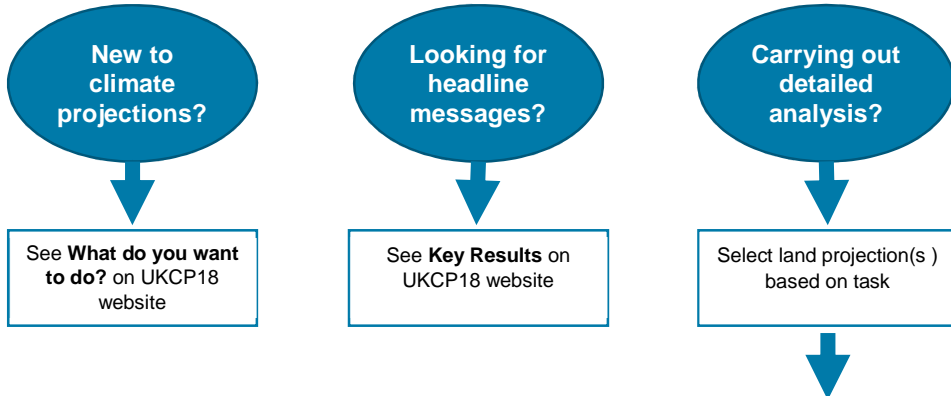 New to
climate
projections?
Looking for
headline
messages?
Carrying out
detailed
analysis?
See What do you want
to do? on UKCP18
website
See Key Results on
UKCP18 website
Select land projection(s )
based on task